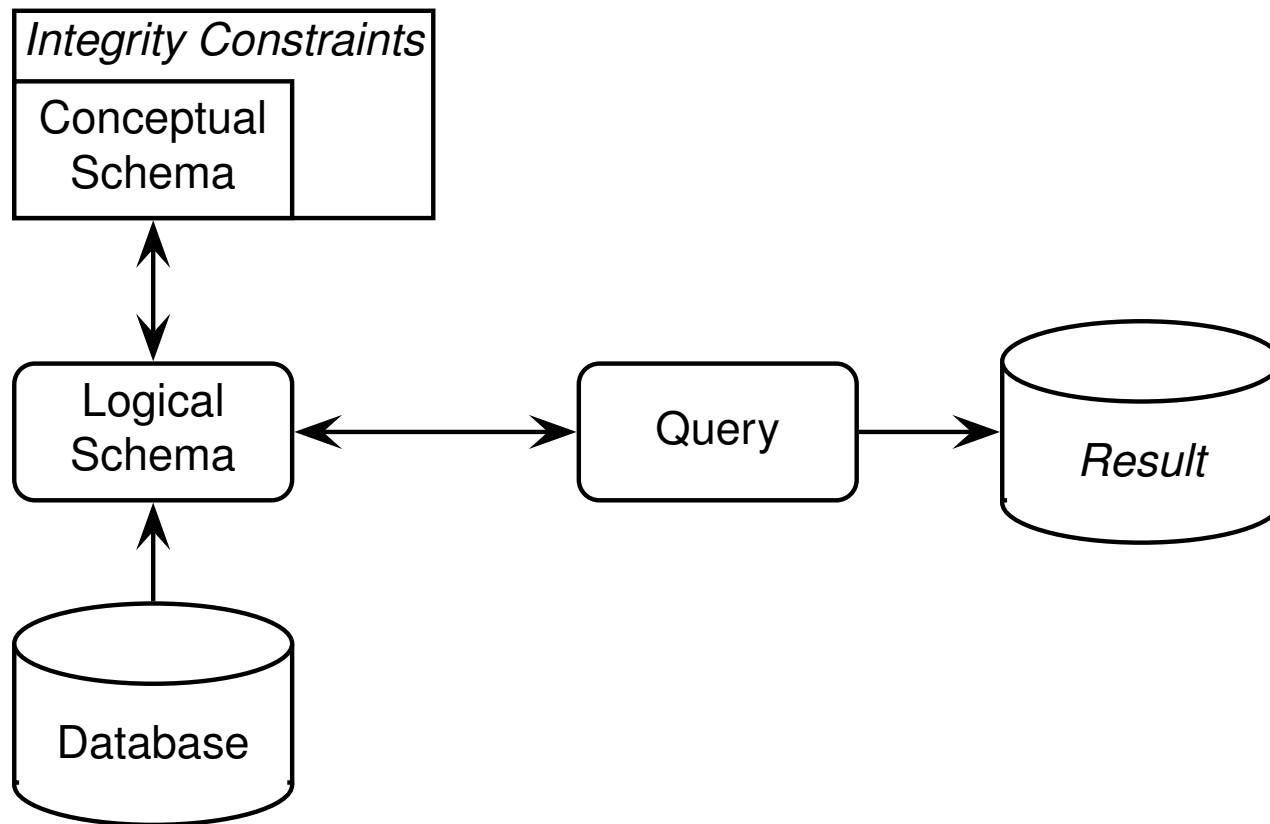 Integrity Constraints
Conceptual
Schema
Logical
Schema
Query
Result
Database